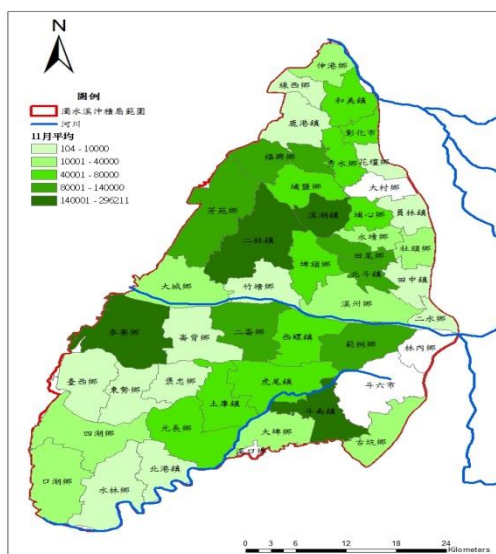 N
圖例
濁水溪沖積扇範圍
河川
11月平均
104 - 10000
10001 - 40000
40001 - 80000
80001 - 140000
140001 - 296211
伸港鄉
線西鄉
和美鎮
鹿港鎮
彰化市
福興鄉
秀水鄉
花壇鄉
埔鹽鄉
大村鄉
芳苑鄉
溪湖鎮
埔心鄉
員林鎮
二林鎮
永靖鄉
社頭鄉
埤頭鄉
田尾鄉
北斗鎮
田中鎮
大城鄉
竹塘鄉
溪州鄉
二水鄉
麥寮鄉
崙背鄉
二崙鄉
西螺鎮
莿桐鄉
林內鄉
臺西鄉
東勢鄉
褒忠鄉
虎尾鎮
斗六市
土庫鎮
斗南鎮
四湖鄉
元長鄉
大埤鄉
古坑鄉
北港鎮
口湖鄉
水林鄉
0 3 6 12 18 24
Kilometers